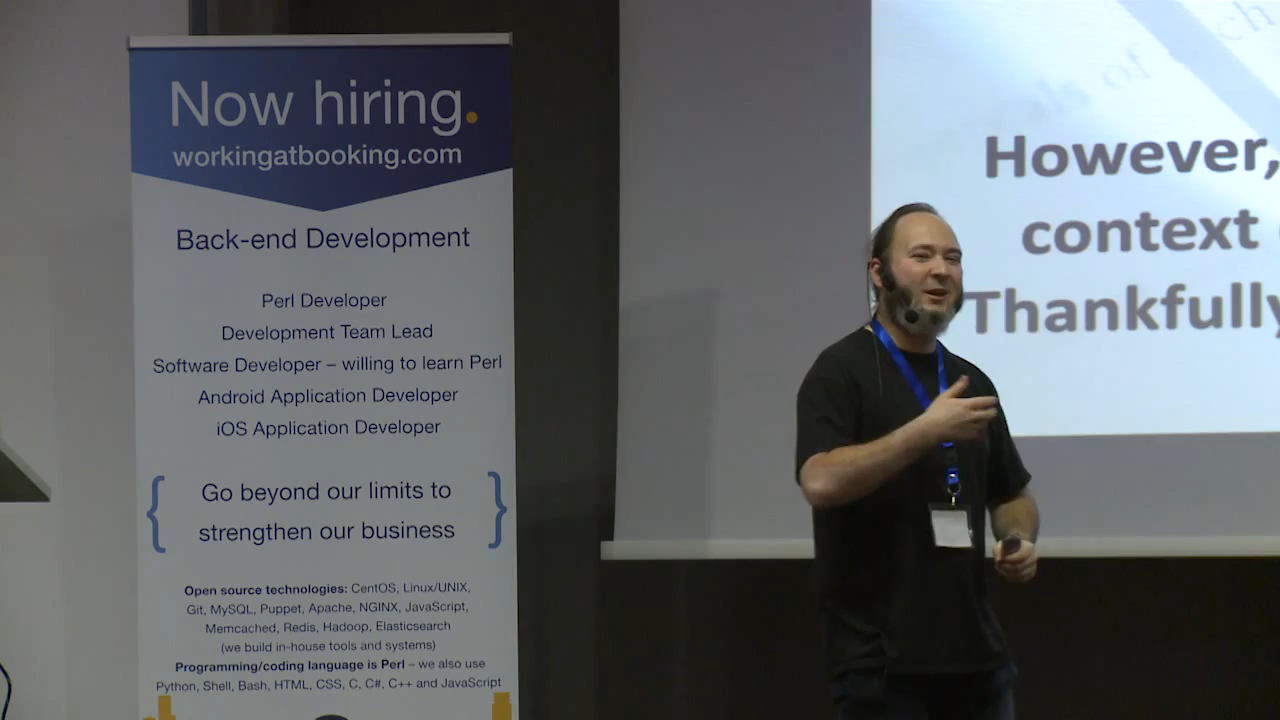 Now hiring.
workingatbooking.com
Back-end Development
Perl Developer
Development Team Lead
Software Developer – willing to learn Perl
Android Application Developer
iOS Application Developer
{ Go beyond our limits to
strengthen our business }
Open source technologies: CentOS, Linux/UNIX,
Git, MySQL, Puppet, Apache, NGINX, JavaScript,
Memcached, Redis, Hadoop, Elasticsearch
(we build in-house tools and systems)
Programming/coding language is Perl – we also use
Python, Shell, Bash, HTML, CSS, C, C#, C++ and JavaScript
However,
context
Thankfully